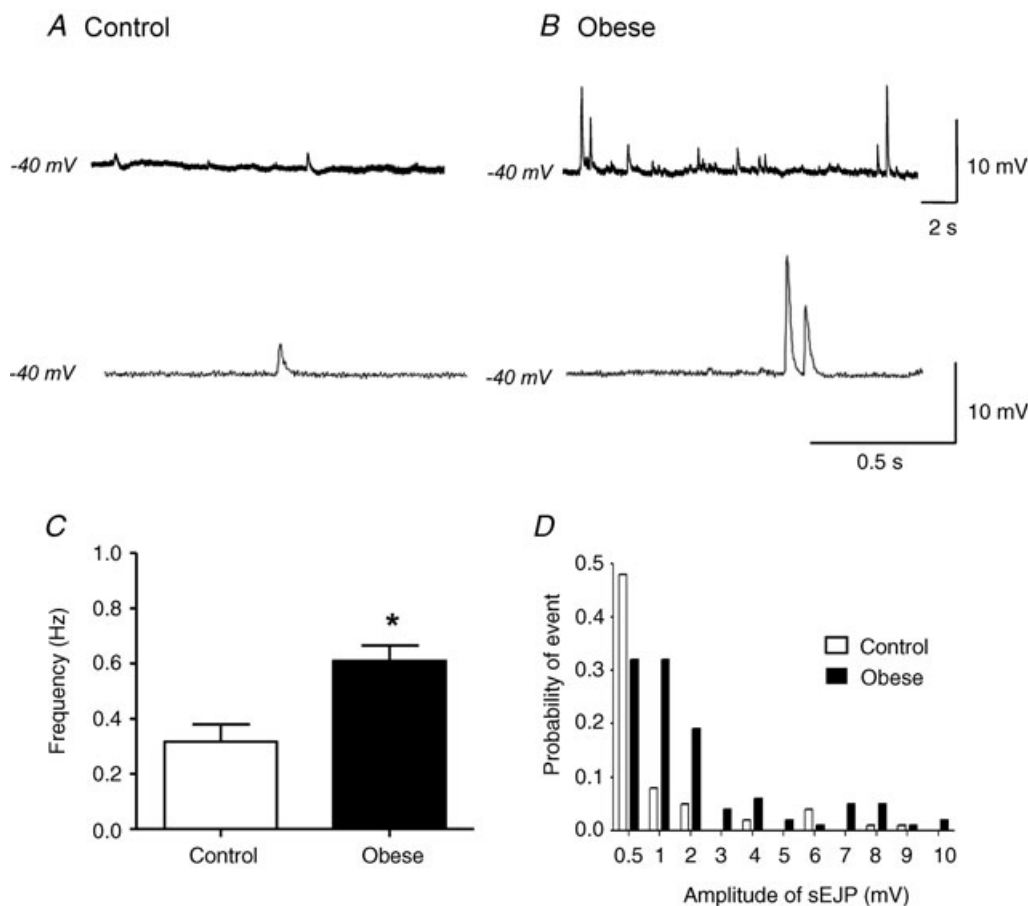 A Control
B Obese
-40 mV
-40 mV
10 mV
2 s
-40 mV
-40 mV
10 mV
0.5 s
C
Frequency (Hz)
1.0
0.8
0.6
0.4
0.2
0.0
*
Control
Obese
D
Probability of event
0.5
0.4
0.3
0.2
0.1
0.0
Control
Obese
0.5 1 2 3 4 5 6 7 8 9 10
Amplitude of sEJP (mV)